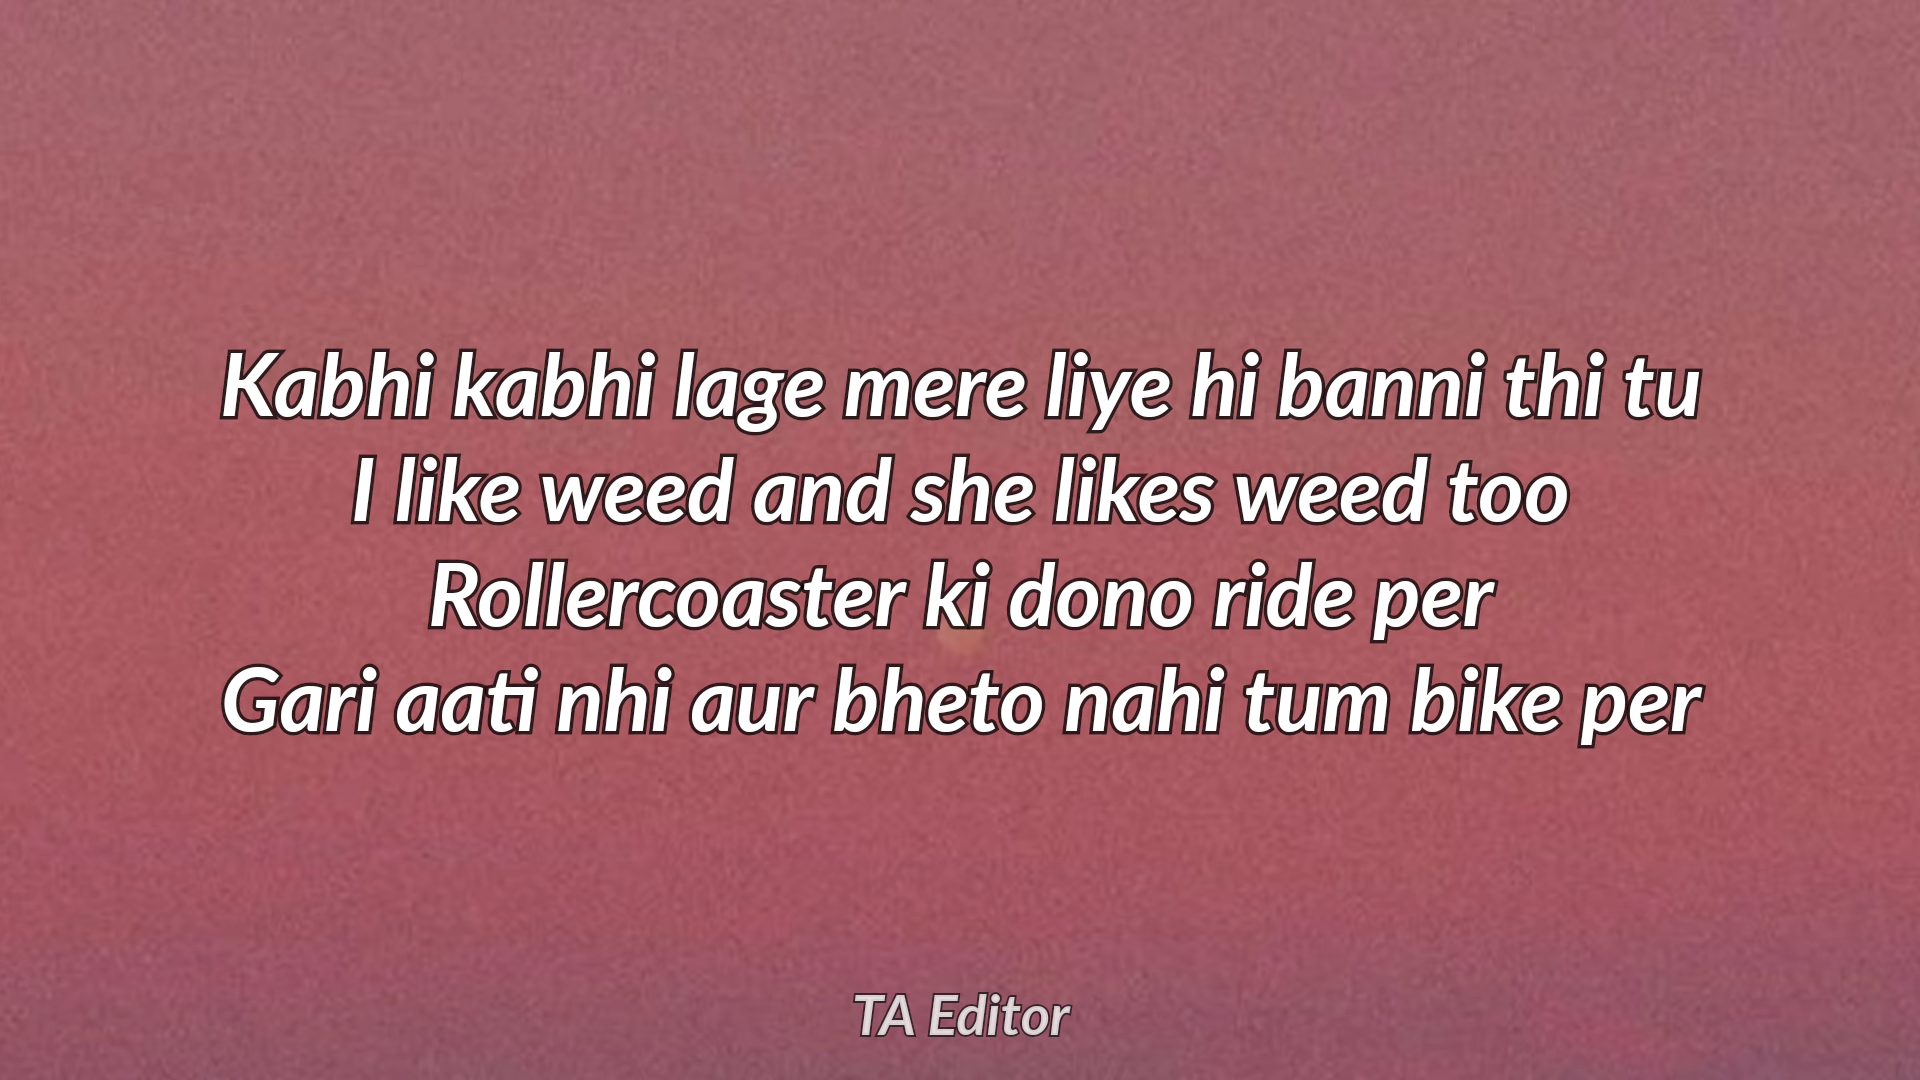 Kabhi kabhi lage mere liye hi banni thi tu
I like weed and she likes weed too
Rollercoaster ki dono ride per
Gari aati nhi aur bheto nahi tum bike per
TA Editor